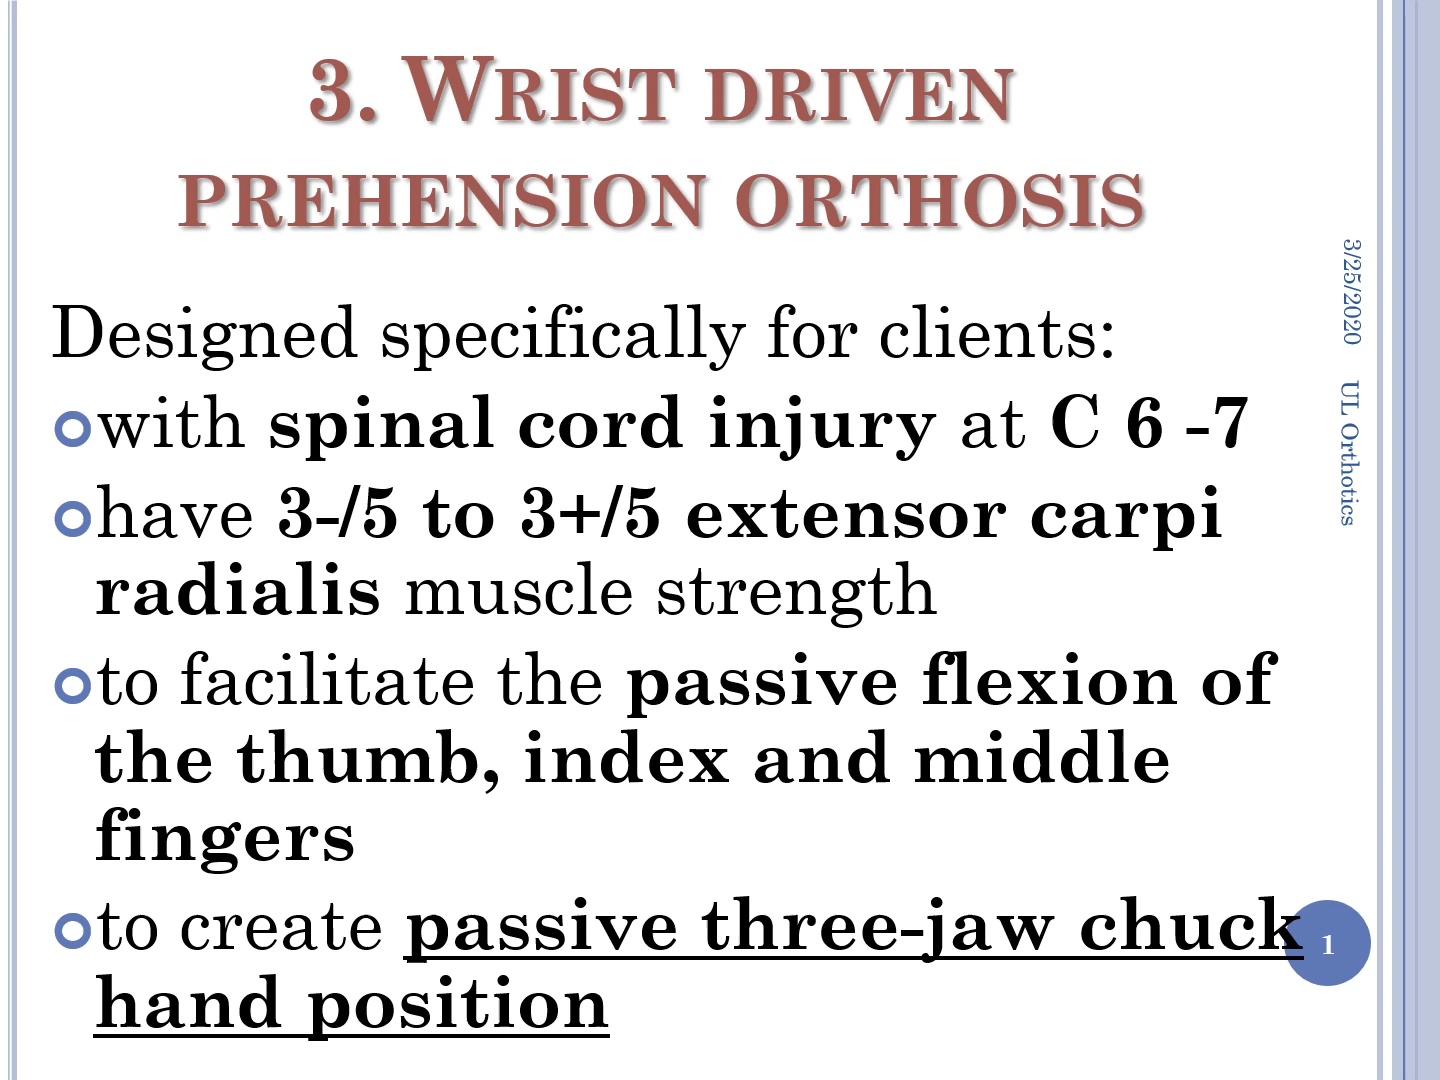 3. Wrist driven
prehension orthosis
Designed specifically for clients:
with spinal cord injury at C 6 -7
have 3-/5 to 3+/5 extensor carpi
radialis muscle strength
to facilitate the passive flexion of
the thumb, index and middle
fingers
to create passive three-jaw chuck
hand position
3/25/2020 UL Orthotics
1